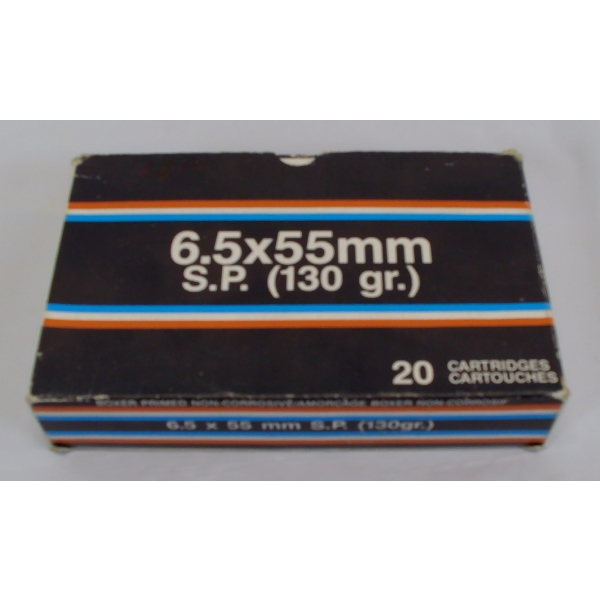 6.5x55mm
S.P. (130 gr.)
20 CARTRIDGES
CARTOUCHES
BOXER PRIMED NON-CORROSIVE/AMORÇAGE BOXER NON
6.5 x 55 mm S.P. (130gr.)